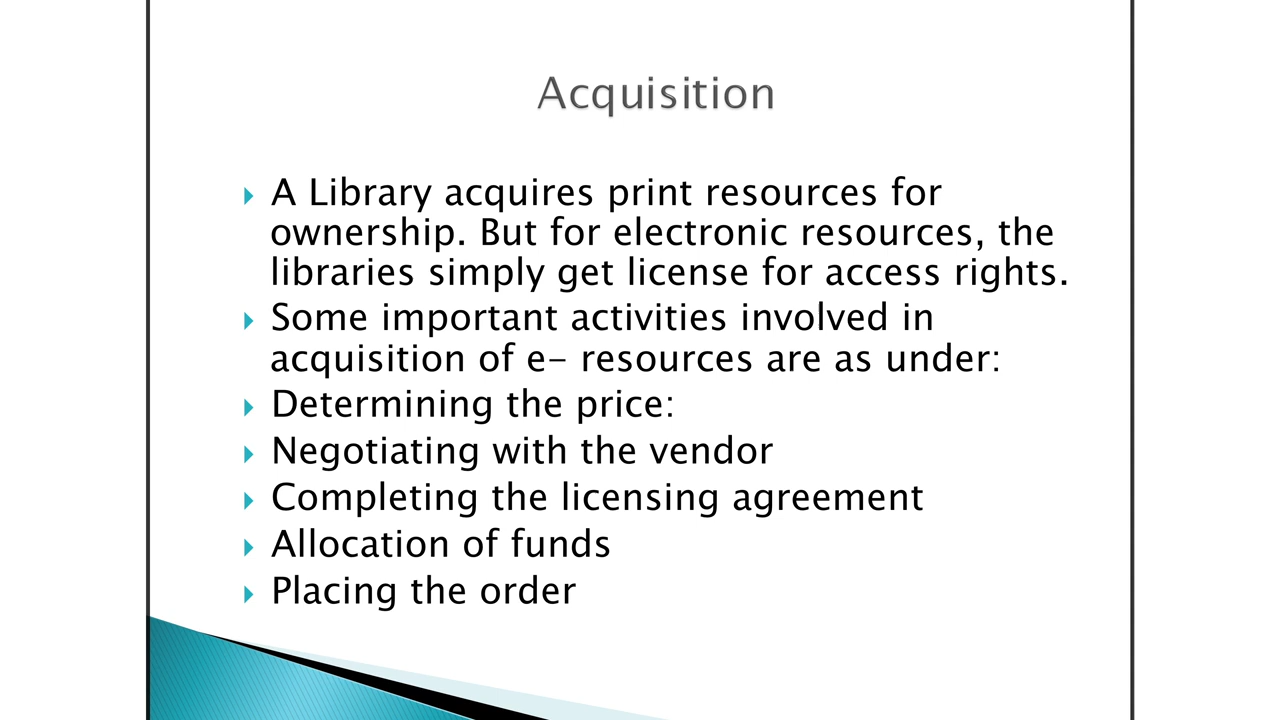 Acquisition
A Library acquires print resources for
ownership. But for electronic resources, the
libraries simply get license for access rights.
Some important activities involved in
acquisition of e- resources are as under:
Determining the price:
Negotiating with the vendor
Completing the licensing agreement
Allocation of funds
Placing the order